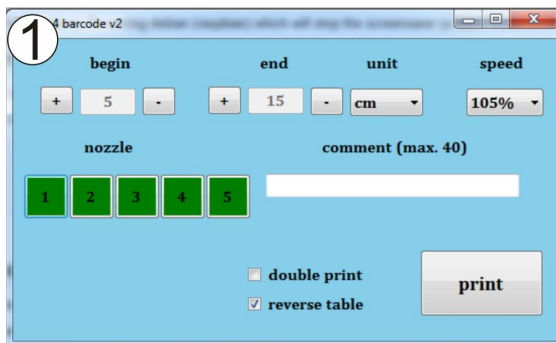 1
4 barcode v2
begin end unit speed
+ 5 - + 15 - cm 105%
nozzle comment (max. 40)
1 2 3 4 5
double print
print
reverse table